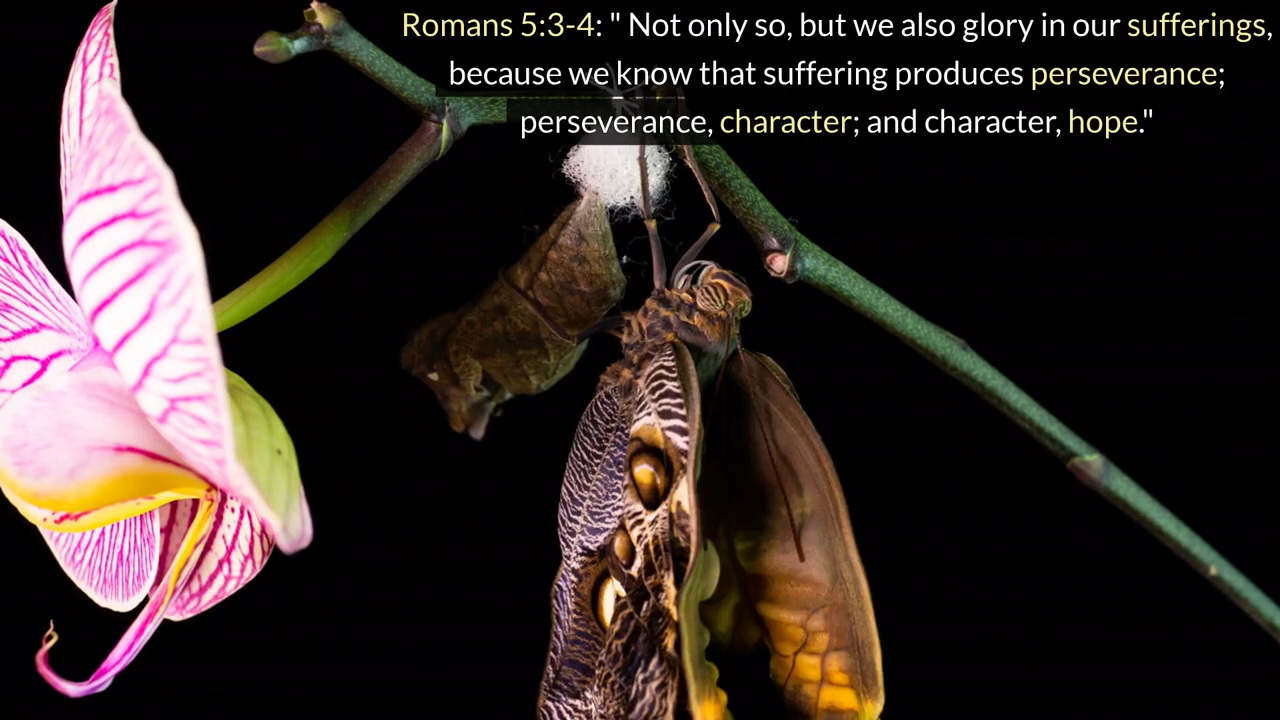 Romans 5:3-4: " Not only so, but we also glory in our sufferings,
because we know that suffering produces perseverance;
perseverance, character; and character, hope."